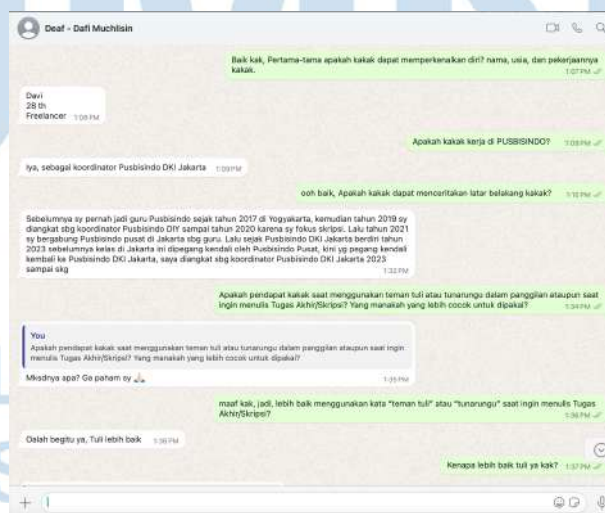 Deaf - Dafi Muchlisin
Baik kak, Pertama-tama apakah kakak dapat memperkenalkan diri? nama, usia, dan pekerjaannya
kakak.
1:07 PM
Davi
28 th
Freelancer 1:08 PM
Apakah kakak kerja di PUSBISINDO? 1:08 PM
Iya, sebagai koordinator Pusbisindo DKI Jakarta 1:09 PM
ooh baik, Apakah kakak dapat menceritakan latar belakang kakak? 1:10 PM
Sebelumnya sy pernah jadi guru Pusbisindo sejak tahun 2017 di Yogyakarta, kemudian tahun 2019 sy
diangkat sbg koordinator Pusbisindo DIY sampai tahun 2020 karena sy fokus skripsi. Lalu tahun 2021
sy bergabung Pusbisindo pusat di Jakarta sbg guru. Lalu sejak Pusbisindo DKI Jakarta berdiri tahun
2023 sebelumnya kelas di Jakarta ini dipegang kendali oleh Pusbisindo Pusat, kini yg pegang kendali
kembali ke Pusbisindo DKI Jakarta, saya diangkat sbg koordinator Pusbisindo DKI Jakarta 2023
sampai skg
1:32 PM
Apakah pendapat kakak saat menggunakan teman tuli atau tunarungu dalam panggilan ataupun saat
ingin menulis Tugas Akhir/Skripsi? Yang manakah yang lebih cocok untuk dipakai? 1:34 PM
You
Apakah pendapat kakak saat menggunakan teman tuli atau tunarungu dalam panggilan ataupun saat ingin
menulis Tugas Akhir/Skripsi? Yang manakah yang lebih cocok untuk dipakai?
Mksdnya apa? Ga paham sy 🙏🏻 1:35 PM
maaf kak, jadi, lebih baik menggunakan kata "teman tuli" atau "tunarungu" saat ingin menulis Tugas
Akhir/Skripsi? 1:36 PM
Oalah begitu ya, Tuli lebih baik 1:36 PM
Kenapa lebih baik tuli ya kak? 1:37 PM